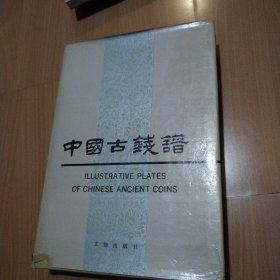 中國古錢譜
ILLUSTRATIVE PLATES
OF CHINESE ANCIENT COINS
文物出版社